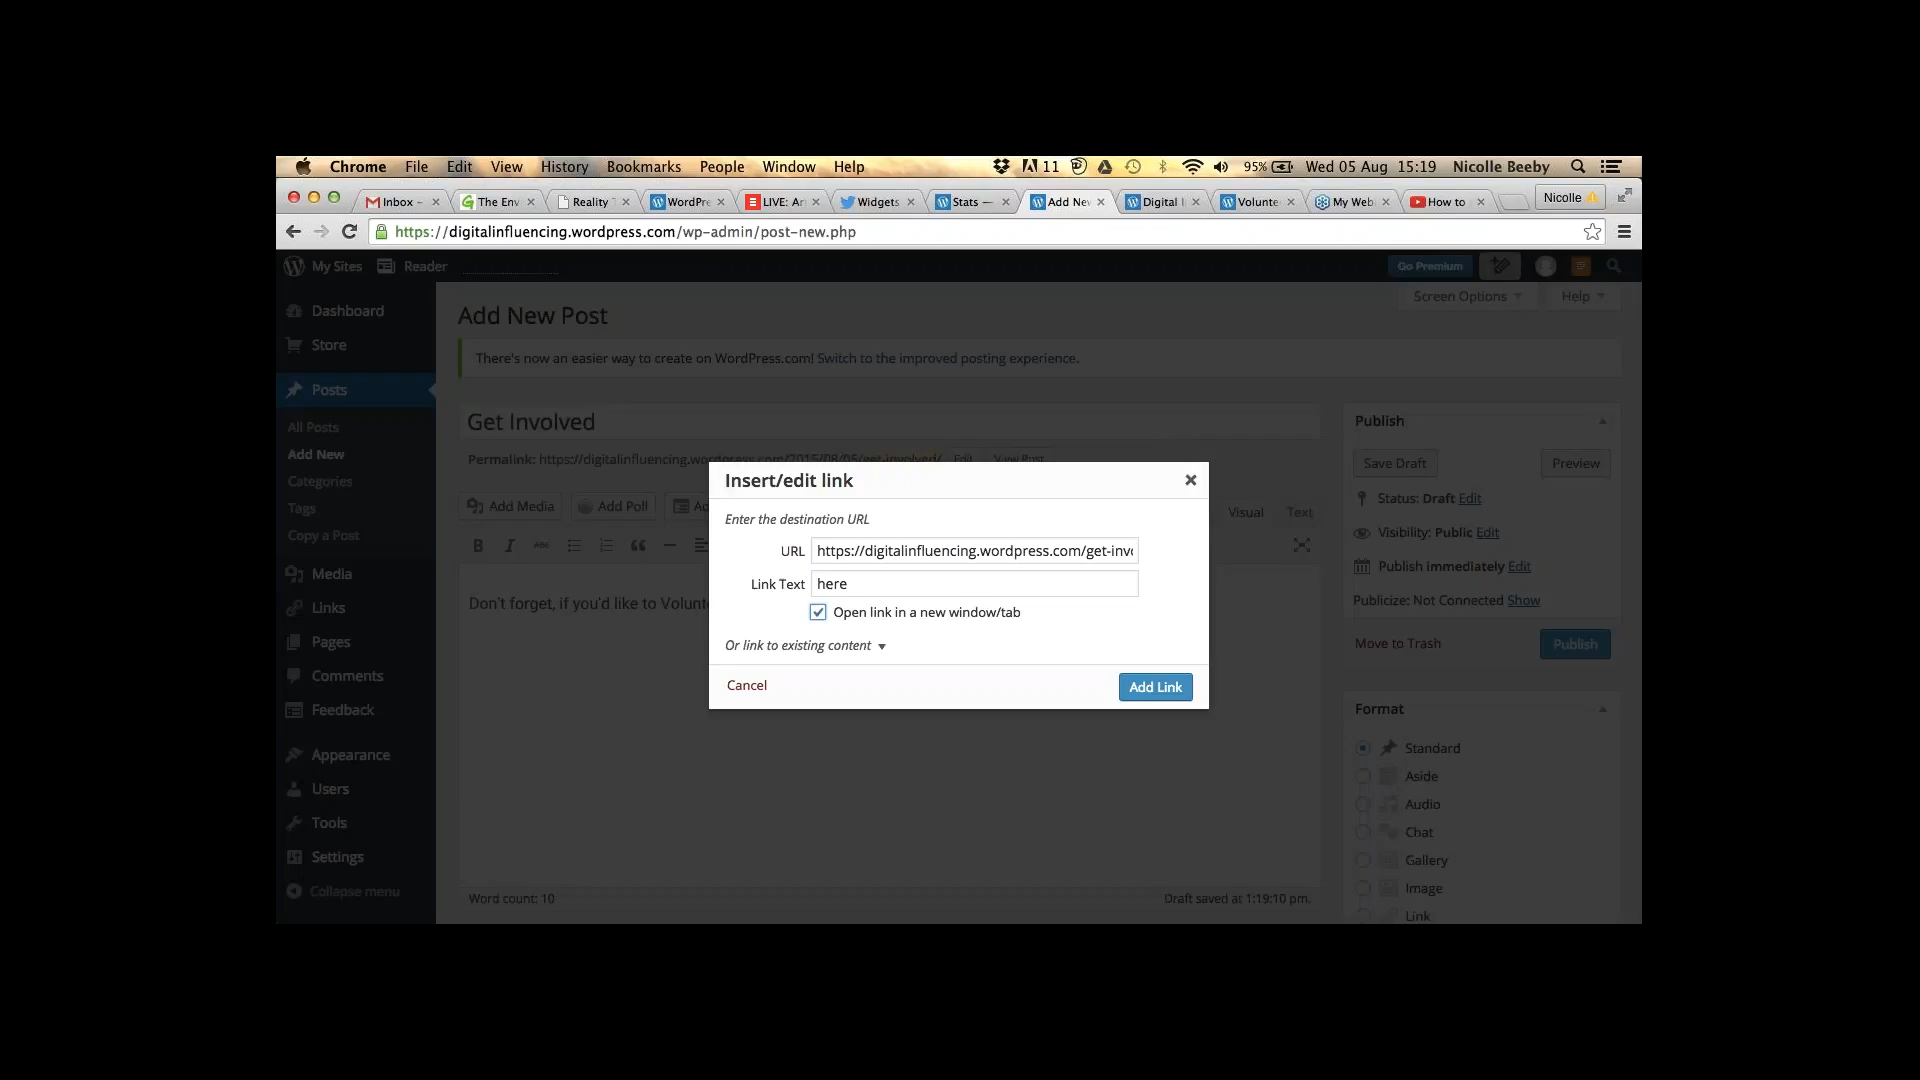 Chrome File Edit View History Bookmarks People Window Help 11 95% Wed 05 Aug 15:19 Nicolle Beeby
Inbox - The Env Reality WordPre LIVE: Ar Widgets Stats — Add New Digital Volunte My Web How to Nicolle
https://digitalinfluencing.wordpress.com/wp-admin/post-new.php
My Sites Reader Go Premium
Screen Options Help
Dashboard
Store
Posts
All Posts
Add New
Categories
Tags
Copy a Post
Media
Links
Pages
Comments
Feedback
Appearance
Users
Tools
Settings
Collapse menu
Add New Post
There's now an easier way to create on WordPress.com! Switch to the improved posting experience.
Get Involved
Permalink: https://digitalinfluencing.wordpress.com/2015/08/05/get-involved/ Edit View Post
Add Media Add Poll Visual Text
B I ABC
Don't forget, if you'd like to
Word count: 10 Draft saved at 1:19:10 pm.
Insert/edit link
Enter the destination URL
URL https://digitalinfluencing.wordpress.com/get-inv
Link Text here
Open link in a new window/tab
Or link to existing content
Cancel Add Link
Publish
Save Draft Preview
Status: Draft Edit
Visibility: Public Edit
Publish immediately Edit
Publicize: Not Connected Show
Move to Trash Publish
Format
Standard
Aside
Audio
Chat
Gallery
Image
Link